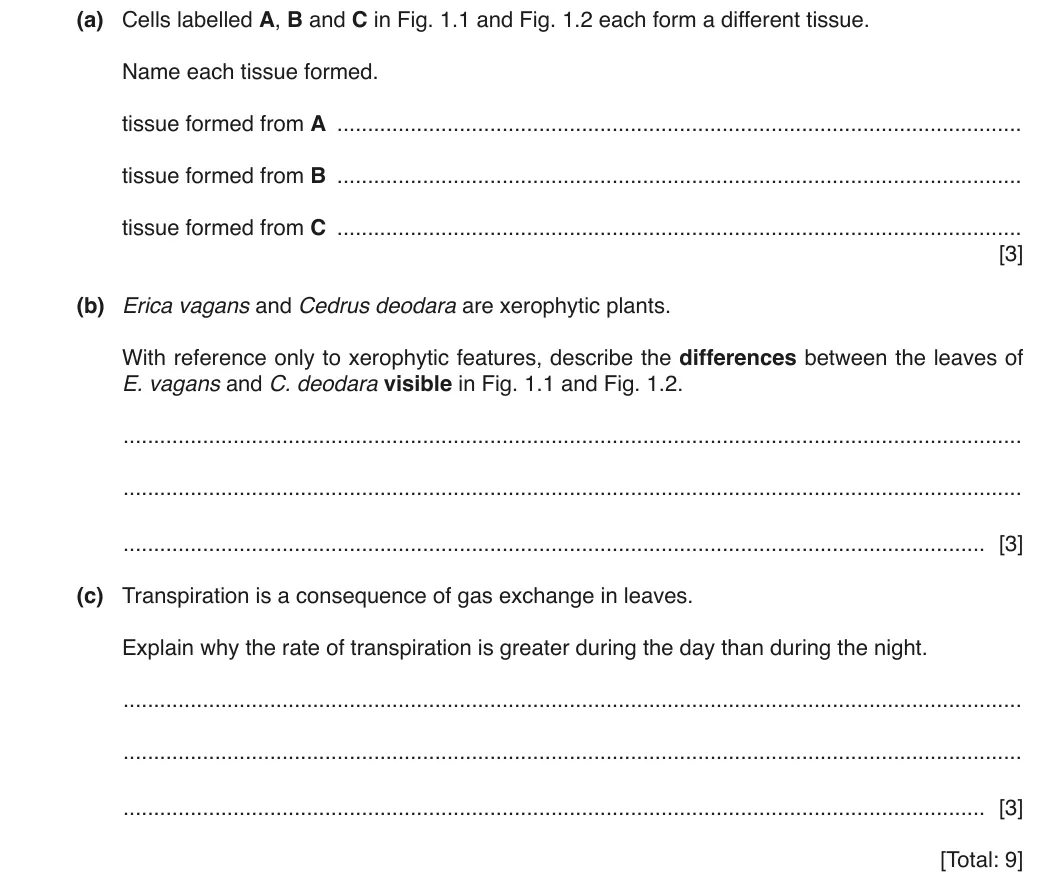 (a) Cells labelled A, B and C in Fig. 1.1 and Fig. 1.2 each form a different tissue.
Name each tissue formed.
tissue formed from A ..................................................................................................................
tissue formed from B ..................................................................................................................
tissue formed from C ..................................................................................................................
[3]
(b) Erica vagans and Cedrus deodara are xerophytic plants.
With reference only to xerophytic features, describe the differences between the leaves of
E. vagans and C. deodara visible in Fig. 1.1 and Fig. 1.2.
......................................................................................................................................................
......................................................................................................................................................
................................................................................................................................................ [3]
(c) Transpiration is a consequence of gas exchange in leaves.
Explain why the rate of transpiration is greater during the day than during the night.
......................................................................................................................................................
......................................................................................................................................................
................................................................................................................................................ [3]
[Total: 9]